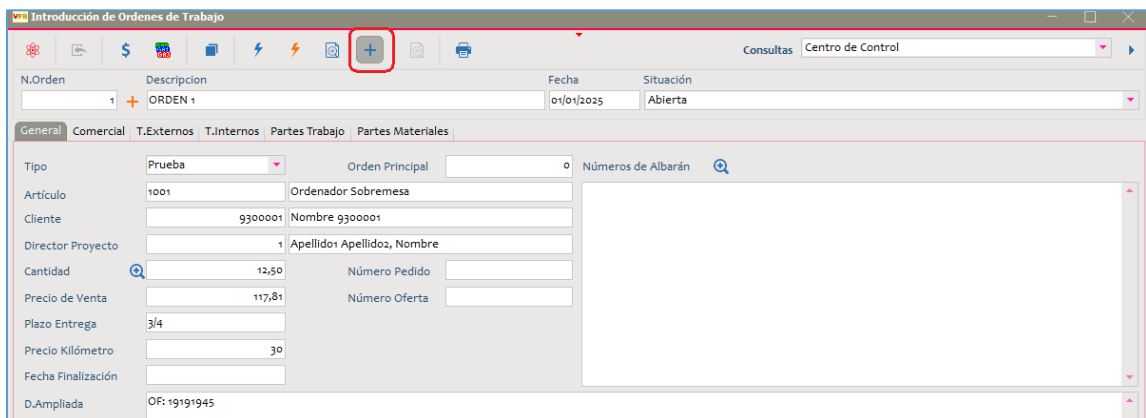 VFB Introducción de Ordenes de Trabajo
Consultas Centro de Control
N.Orden Descripcion Fecha Situación
1 ORDEN 1 01/01/2025 Abierta
General Comercial T.Externos T.Internos Partes Trabajo Partes Materiales
Tipo Prueba Orden Principal 0 Números de Albarán
Artículo 1001 Ordenador Sobremesa
Cliente 9300001 Nombre 9300001
Director Proyecto 1 Apellido1 Apellido2, Nombre
Cantidad 12,50 Número Pedido
Precio de Venta 117,81 Número Oferta
Plazo Entrega 3/4
Precio Kilómetro 30
Fecha Finalización
D.Ampliada OF: 19191945